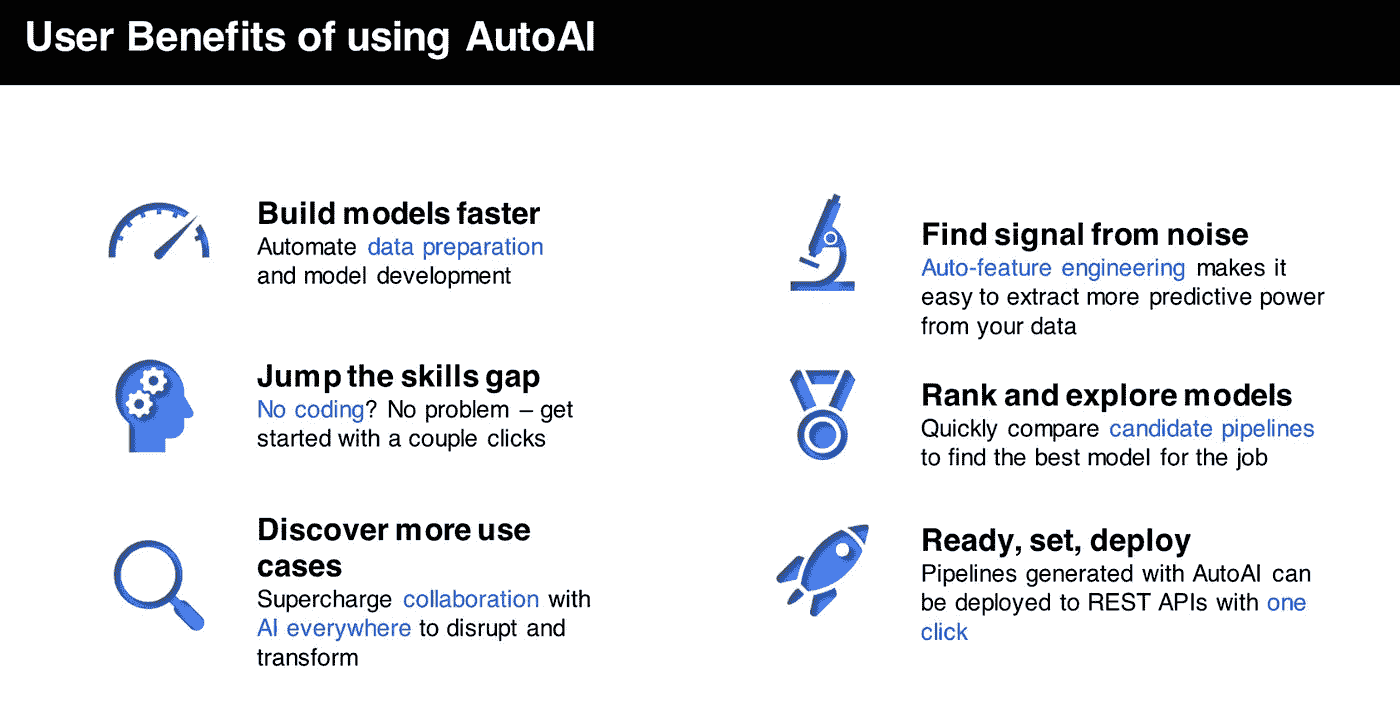 User Benefits of using AutoAI
Build models faster
Automate data preparation
and model development
Jump the skills gap
No coding? No problem – get
started with a couple clicks
Discover more use
cases
Supercharge collaboration with
AI everywhere to disrupt and
transform
Find signal from noise
Auto-feature engineering makes it
easy to extract more predictive power
from your data
Rank and explore models
Quickly compare candidate pipelines
to find the best model for the job
Ready, set, deploy
Pipelines generated with AutoAI can
be deployed to REST APIs with one
click